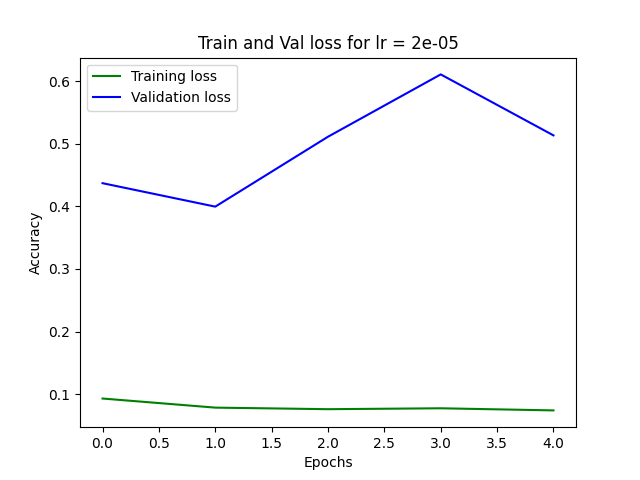 Train and Val loss for lr = 2e-05
Training loss
Validation loss
Accuracy
0.6
0.5
0.4
0.3
0.2
0.1
0.0 0.5 1.0 1.5 2.0 2.5 3.0 3.5 4.0
Epochs